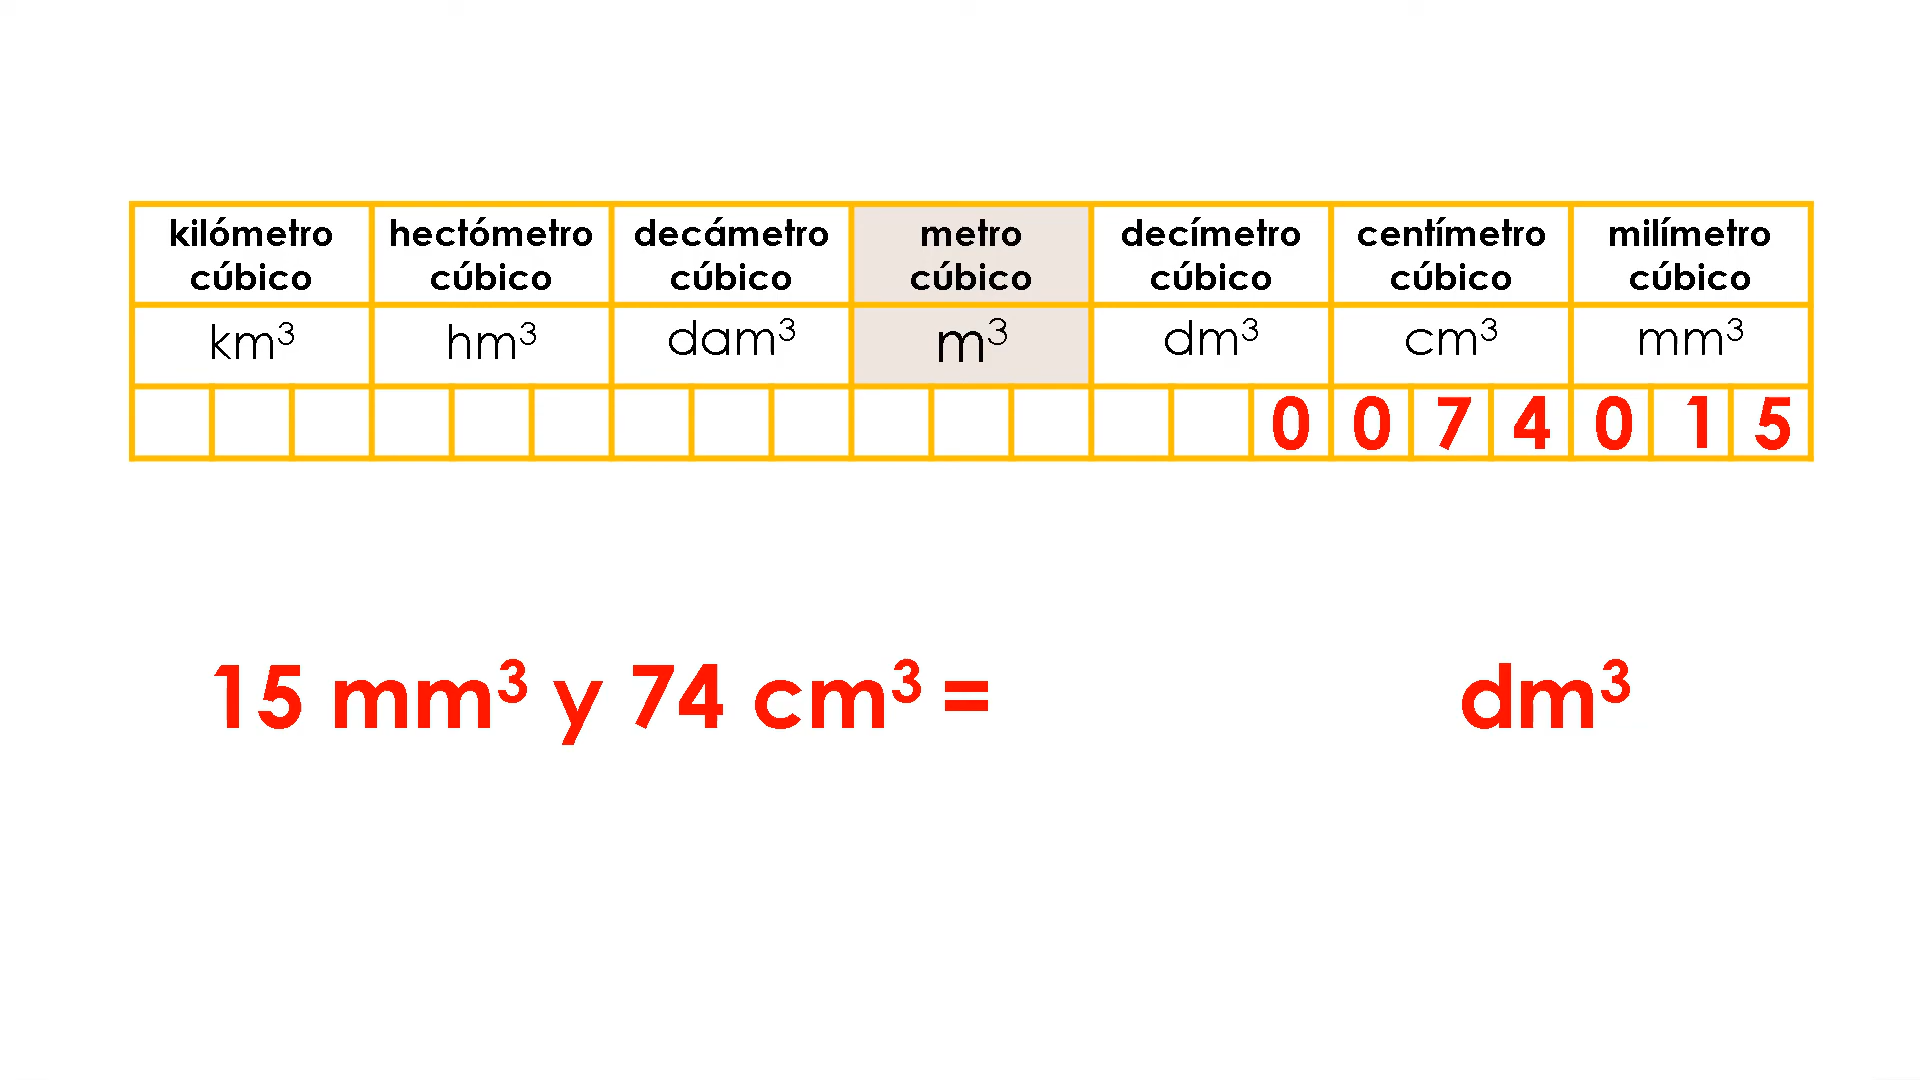 kilómetro cúbico hectómetro cúbico decámetro cúbico metro cúbico decímetro cúbico centímetro cúbico milímetro cúbico
km³ hm³ dam³ m³ dm³ cm³ mm³
0 0 7 4 0 1 5
15 mm³ y 74 cm³ = dm³